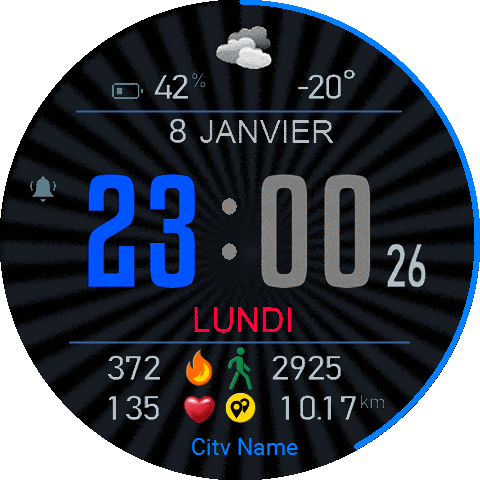 42% -20°
8 JANVIER
23:00 26
LUNDI
372 2925
135 10.17km
City Name